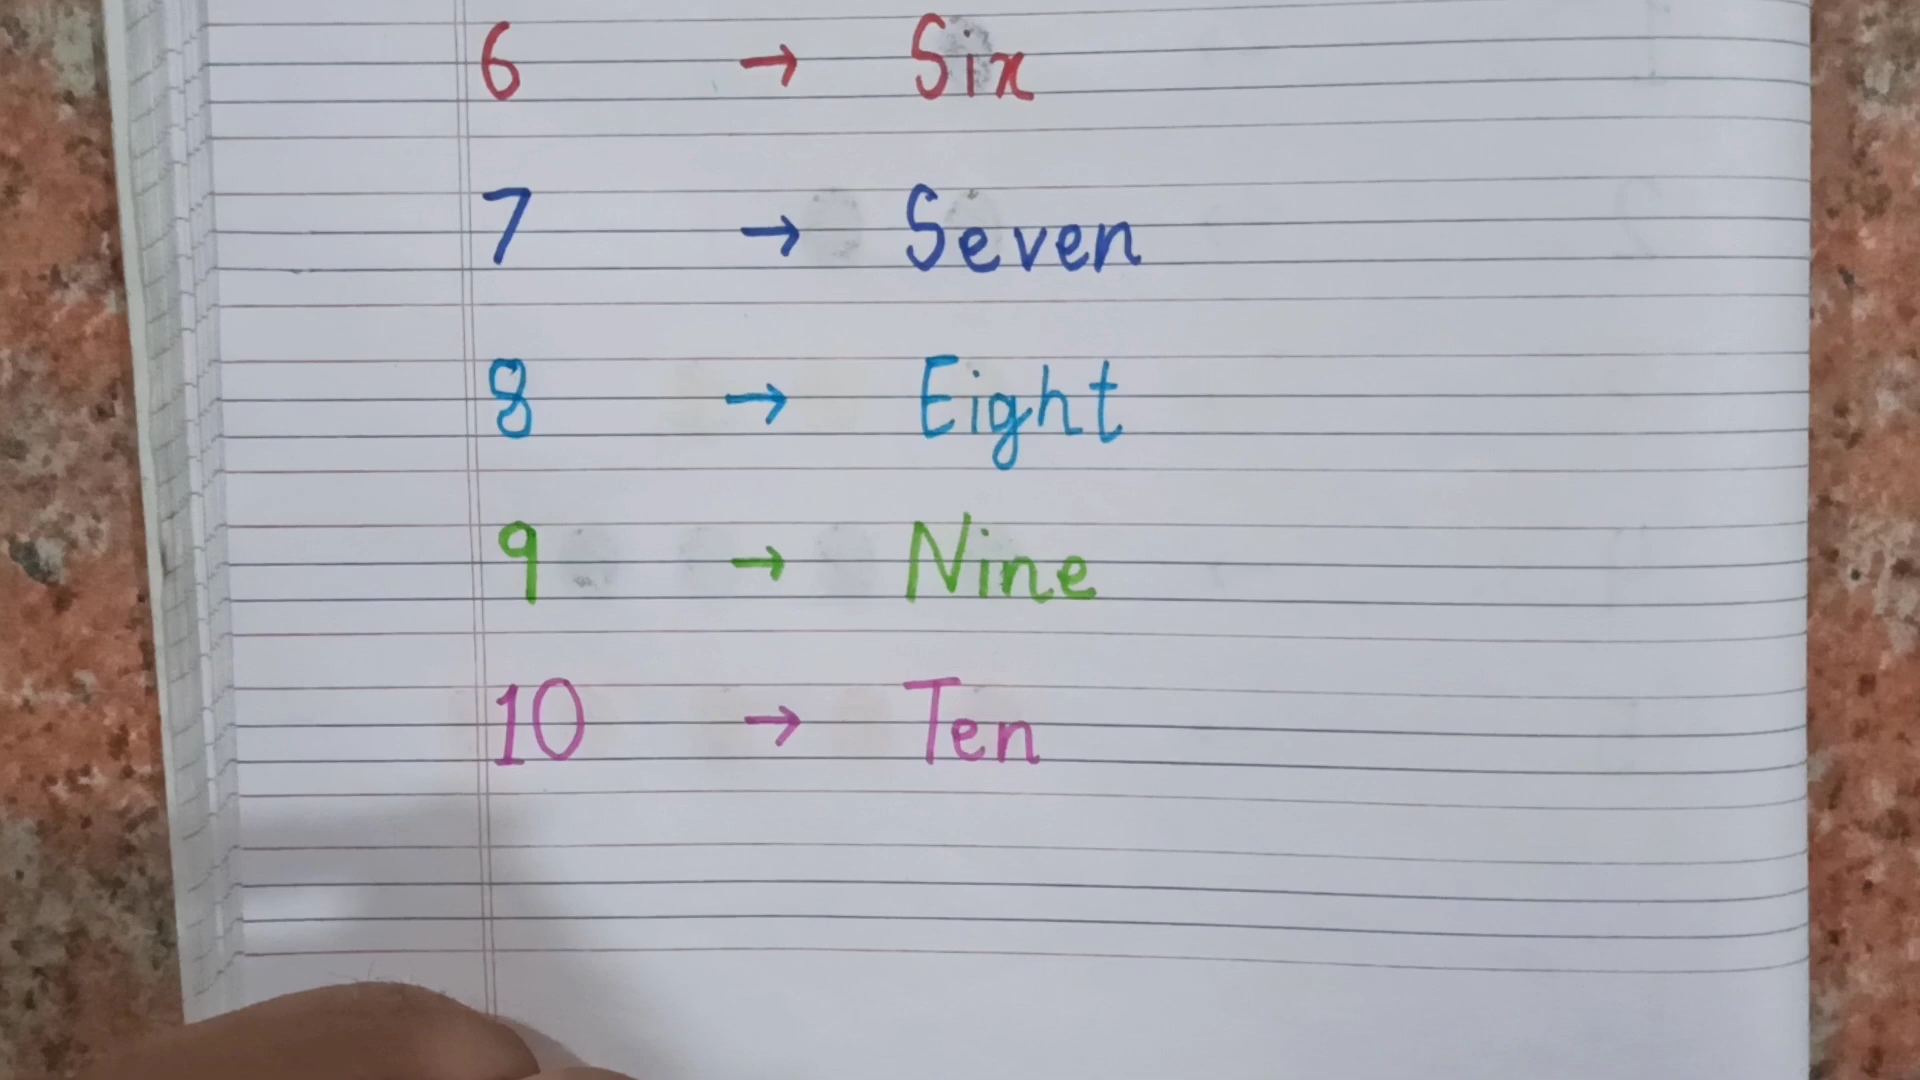 6 → Six
7 → Seven
8 → Eight
9 → Nine
10 → Ten